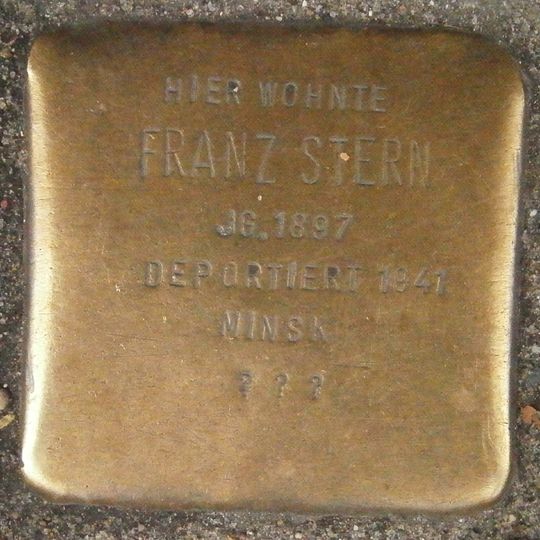 HIER WOHNTE
FRANZ STERN
JG. 1897
DEPORTIERT 1941
MINSK
? ? ?